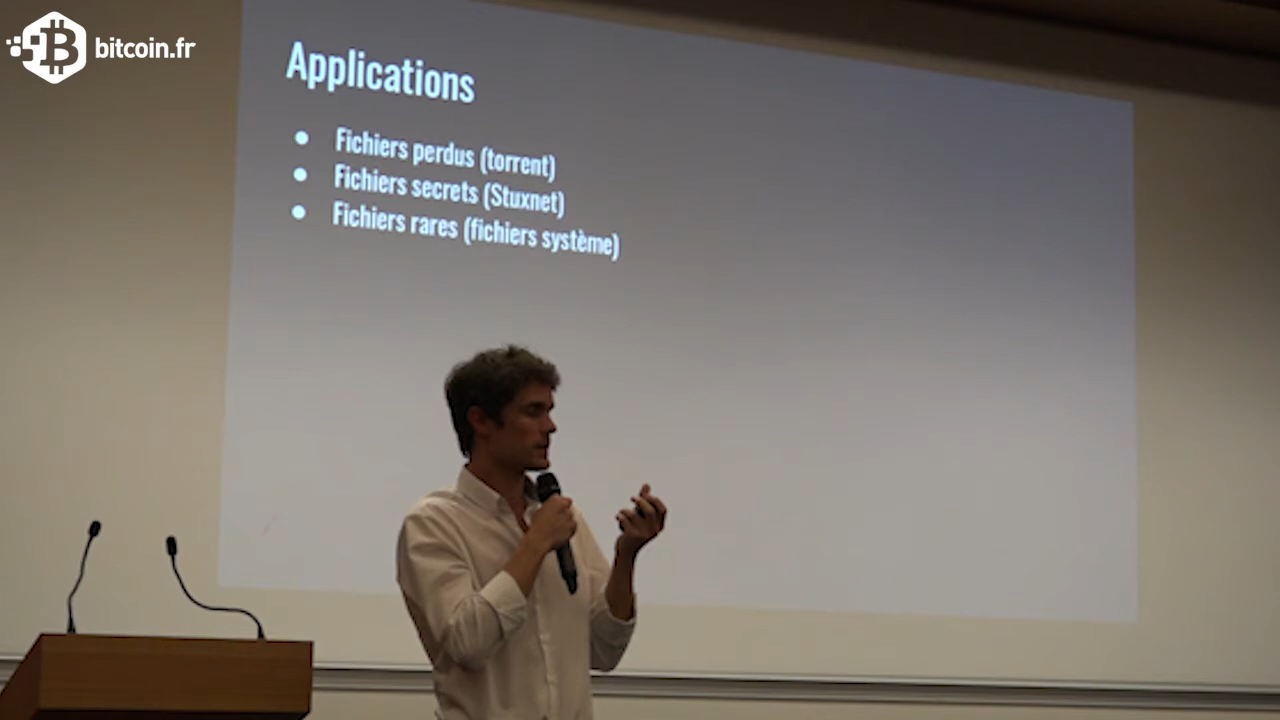 bitcoin.fr
Applications
Fichiers perdus (torrent)
Fichiers secrets (Stuxnet)
Fichiers rares (fichiers système)